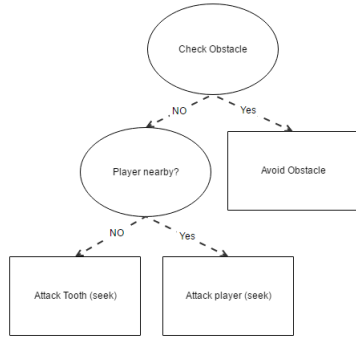 Check Obstacle
NO
Yes
Player nearby?
Avoid Obstacle
NO
Yes
Attack Tooth (seek)
Attack player (seek)